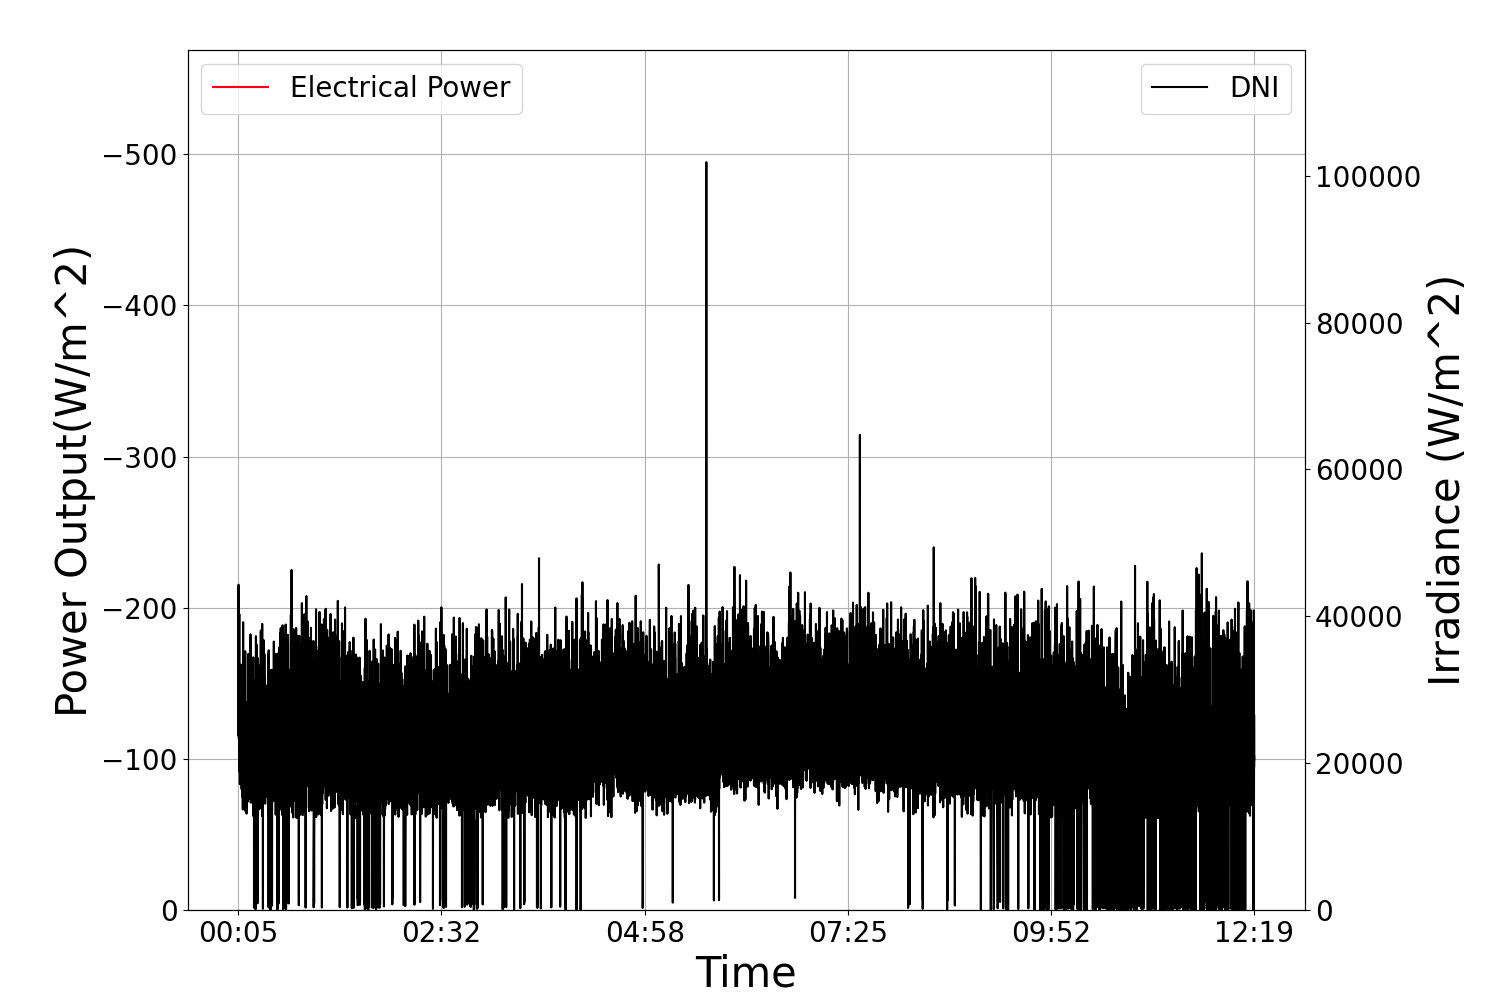 Electrical Power
DNI
−500
−400
−300
−200
−100
0
Power Output(W/m^2)
100000
80000
60000
40000
20000
0
Irradiance (W/m^2)
00:05 02:32 04:58 07:25 09:52 12:19
Time